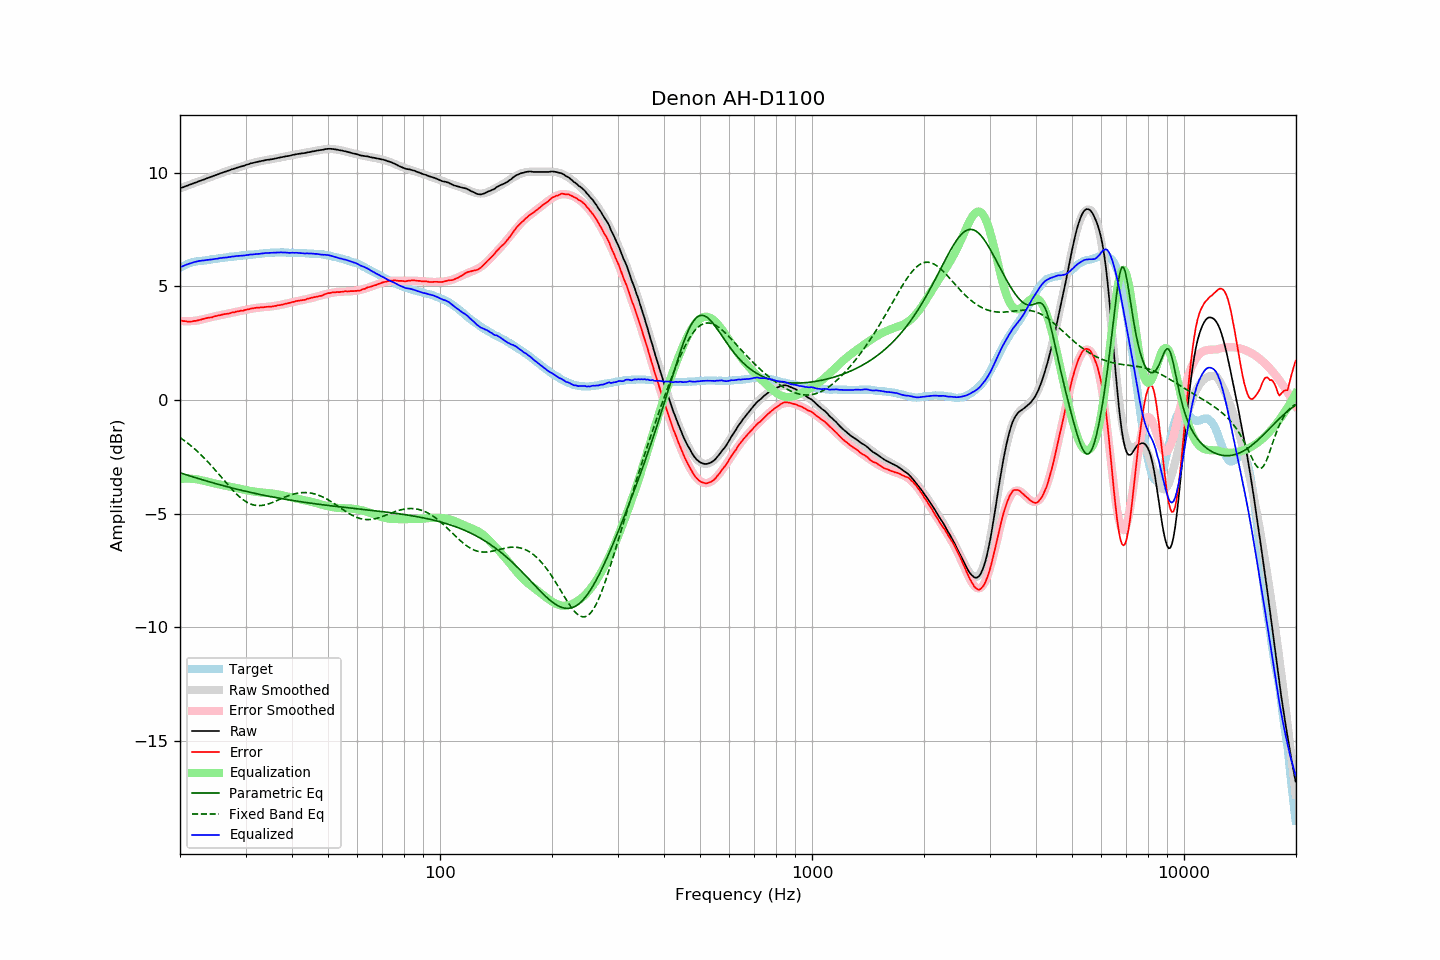 Denon AH-D1100
Amplitude (dBr)
10
5
0
−5
−10
−15
Target
Raw Smoothed
Error Smoothed
Raw
Error
Equalization
Parametric Eq
Fixed Band Eq
Equalized
100
1000
10000
Frequency (Hz)